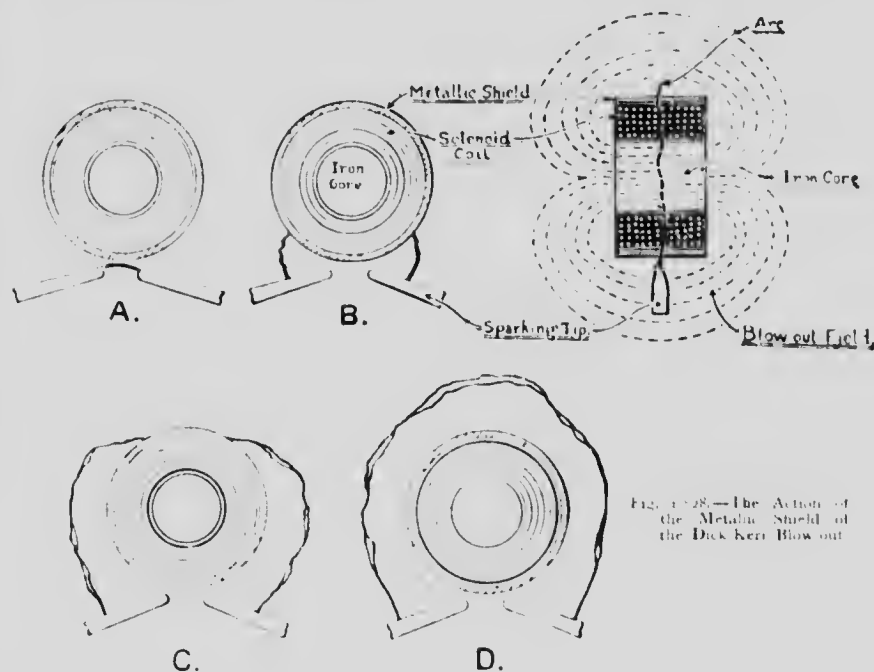 Arc
Metallic Shield
Solenoid
Coil
Iron
Core
Iron Core
A.
B.
Sparking Tip
Blow out Field
Fig. —The Action of
the Metallic Shield of
the Dick Kerr Blow out
C.
D.